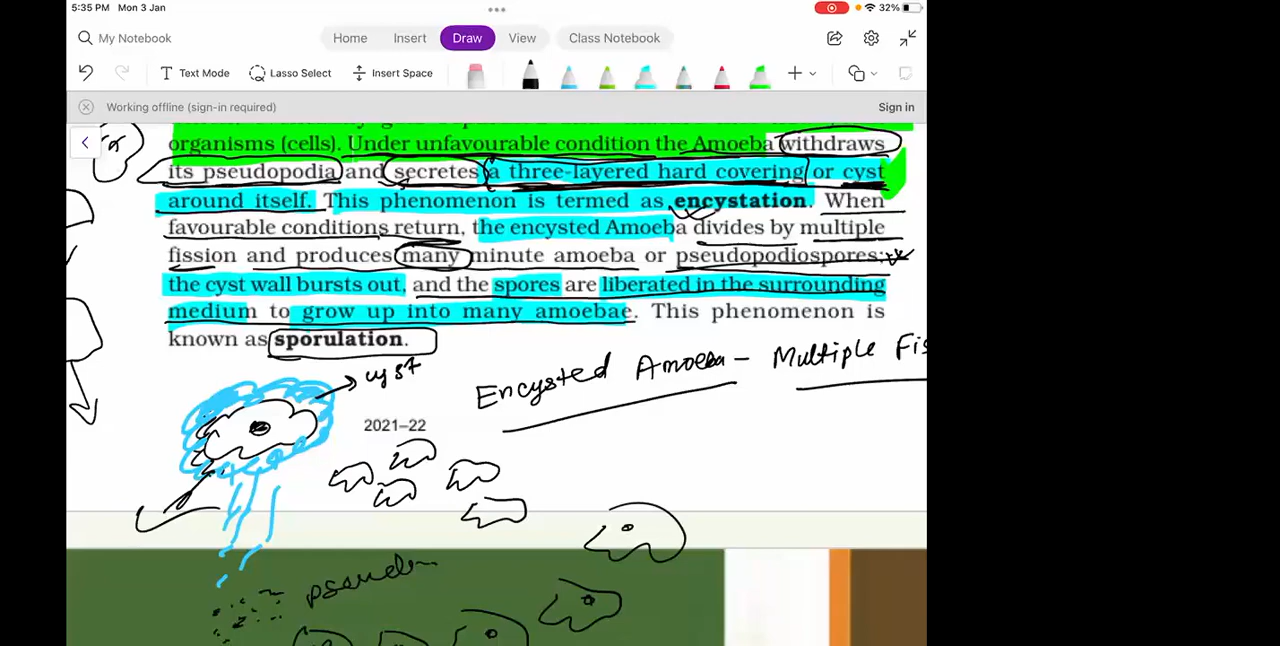 5:35 PM Mon 3 Jan
32%
My Notebook
Home Insert Draw View Class Notebook
Text Mode Lasso Select Insert Space
Working offline (sign-in required)
Sign in
organisms (cells). Under unfavourable condition the Amoeba withdraws
its pseudopodia and secretes a three-layered hard covering or cyst
around itself. This phenomenon is termed as encystation. When
favourable conditions return, the encysted Amoeba divides by multiple
fission and produces many minute amoeba or pseudopodiospores;
the cyst wall bursts out, and the spores are liberated in the surrounding
medium to grow up into many amoebae. This phenomenon is
known as sporulation.
cyst
Encysted Amoeba - Multiple Fis
2021–22